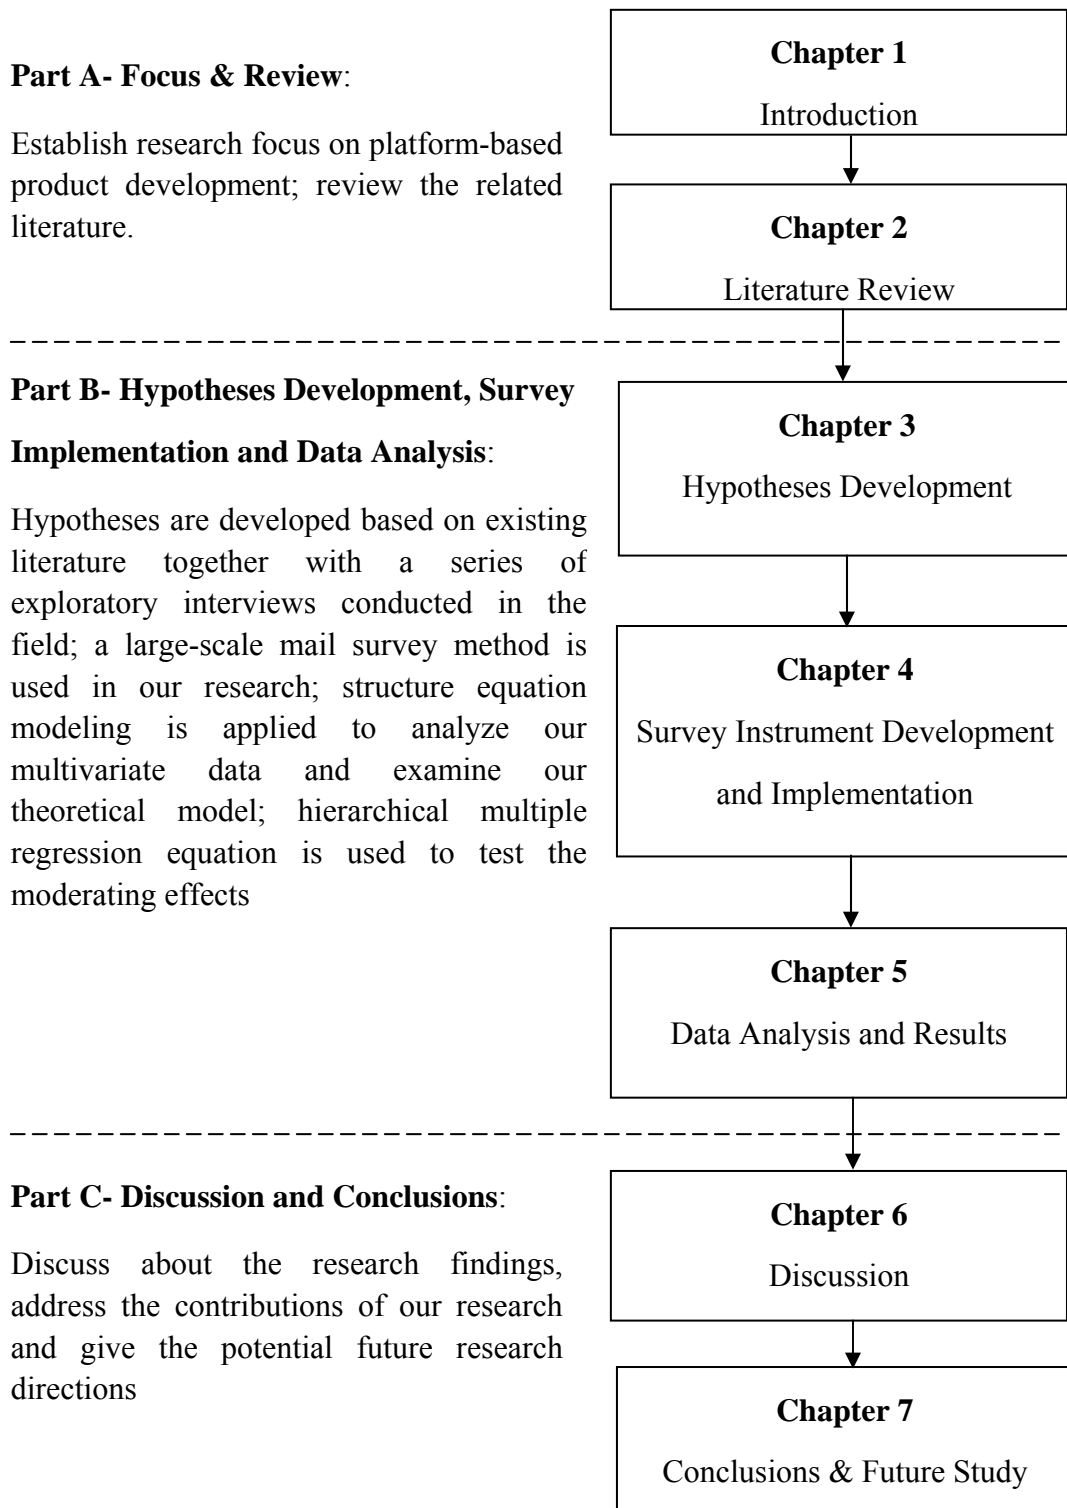 Part A- Focus & Review:
Establish research focus on platform-based
product development; review the related
literature.
Chapter 1
Introduction
Chapter 2
Literature Review
Part B- Hypotheses Development, Survey
Implementation and Data Analysis:
Hypotheses are developed based on existing
literature together with a series of
exploratory interviews conducted in the
field; a large-scale mail survey method is
used in our research; structure equation
modeling is applied to analyze our
multivariate data and examine our
theoretical model; hierarchical multiple
regression equation is used to test the
moderating effects
Chapter 3
Hypotheses Development
Chapter 4
Survey Instrument Development
and Implementation
Chapter 5
Data Analysis and Results
Part C- Discussion and Conclusions:
Discuss about the research findings,
address the contributions of our research
and give the potential future research
directions
Chapter 6
Discussion
Chapter 7
Conclusions & Future Study